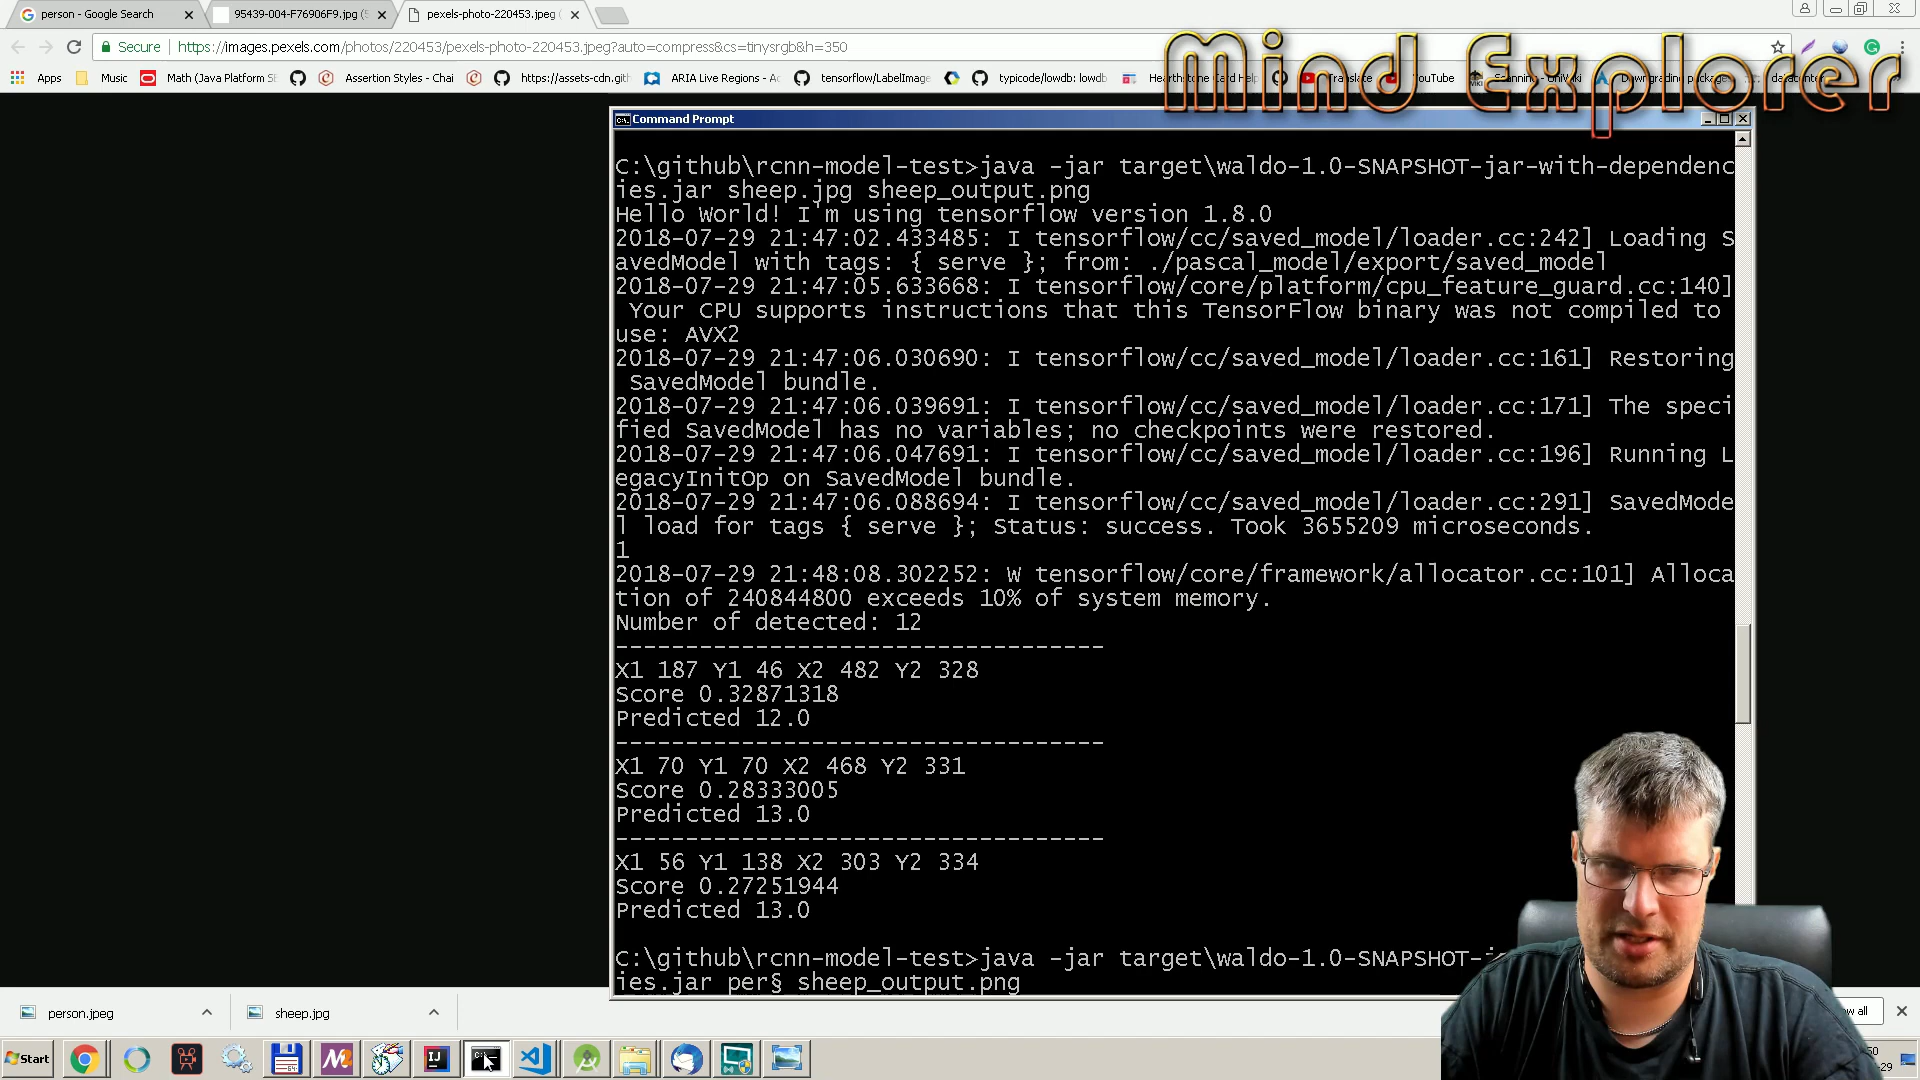 person - Google Search
95439-004-F76906F9.jpg (5
pexels-photo-220453.jpeg (
Secure
https://images.pexels.com/photos/220453/pexels-photo-220453.jpeg?auto=compress&cs=tinysrgb&h=350
Mind Explorer
Apps
Music
Math (Java Platform SE
Assertion Styles - Chai
https://assets-cdn.gith
ARIA Live Regions - Ac
tensorflow/LabelImage
typicode/lowdb: lowdb
Hearthstone Card Help
Translate
YouTube
Command Prompt
C:\github\rcnn-model-test>java -jar target\waldo-1.0-SNAPSHOT-jar-with-dependenc
ies.jar sheep.jpg sheep_output.png
Hello World! I'm using tensorflow version 1.8.0
2018-07-29 21:47:02.433485: I tensorflow/cc/saved_model/loader.cc:242] Loading S
avedModel with tags: { serve }; from: ./pascal_model/export/saved_model
2018-07-29 21:47:05.633668: I tensorflow/core/platform/cpu_feature_guard.cc:140]
Your CPU supports instructions that this TensorFlow binary was not compiled to
use: AVX2
2018-07-29 21:47:06.030690: I tensorflow/cc/saved_model/loader.cc:161] Restoring
SavedModel bundle.
2018-07-29 21:47:06.039691: I tensorflow/cc/saved_model/loader.cc:171] The speci
fied SavedModel has no variables; no checkpoints were restored.
2018-07-29 21:47:06.047691: I tensorflow/cc/saved_model/loader.cc:196] Running L
egacyInitOp on SavedModel bundle.
2018-07-29 21:47:06.088694: I tensorflow/cc/saved_model/loader.cc:291] SavedMode
l load for tags { serve }; Status: success. Took 3655209 microseconds.
1
2018-07-29 21:48:08.302252: W tensorflow/core/framework/allocator.cc:101] Alloca
tion of 240844800 exceeds 10% of system memory.
Number of detected: 12
-----------------------------------
X1 187 Y1 46 X2 482 Y2 328
Score 0.32871318
Predicted 12.0
-----------------------------------
X1 70 Y1 70 X2 468 Y2 331
Score 0.28333005
Predicted 13.0
-----------------------------------
X1 56 Y1 138 X2 303 Y2 334
Score 0.27251944
Predicted 13.0
C:\github\rcnn-model-test>java -jar target\waldo-1.0-SNAPSHOT-j
ies.jar per§ sheep_output.png
person.jpeg
sheep.jpg
w all
Start
50
-29